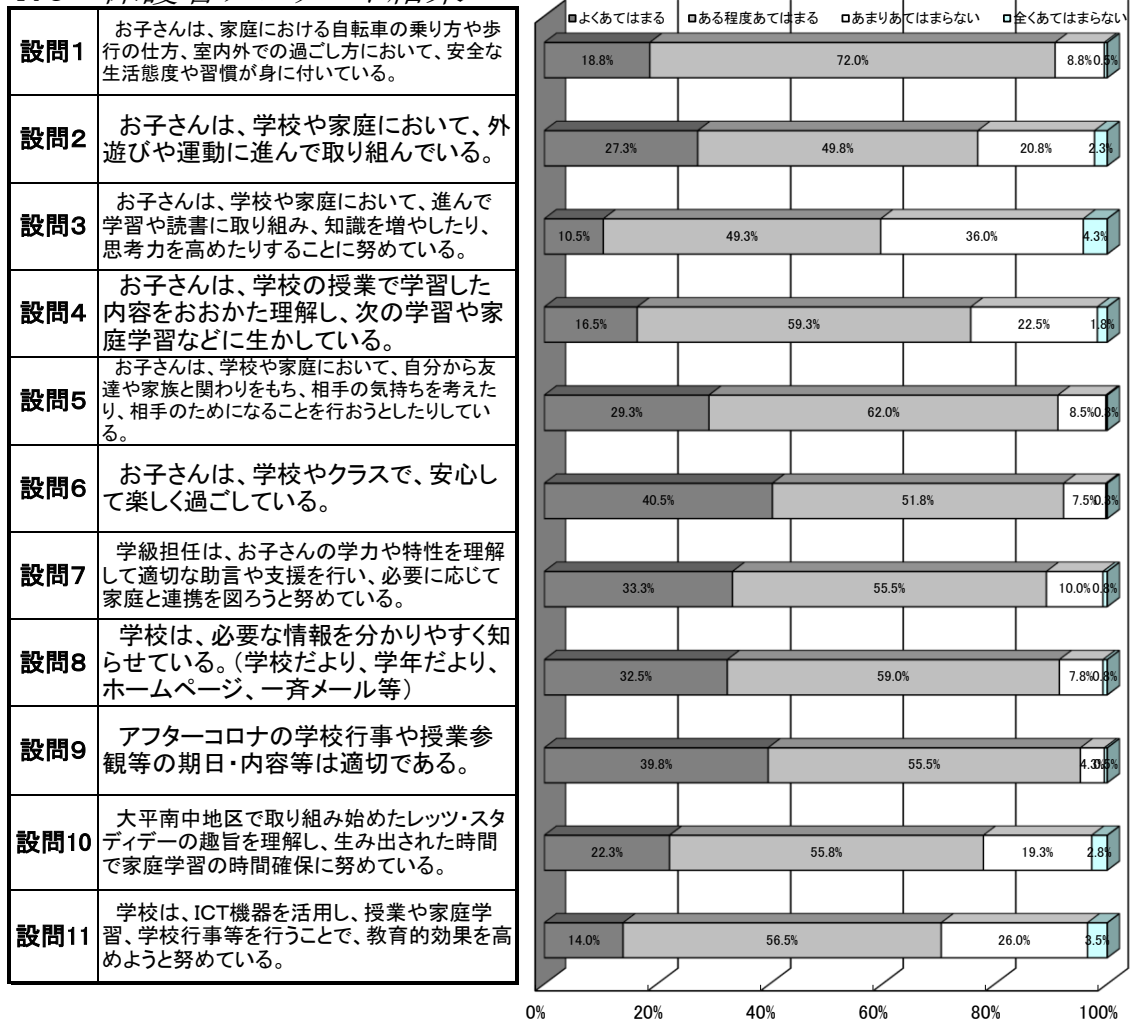 ■よくあてはまる ■ある程度あてはまる □あまりあてはまらない □全くあてはまらない
設問1
お子さんは、家庭における自転車の乗り方や歩
行の仕方、室内外での過ごし方において、安全な
生活態度や習慣が身に付いている。
18.8% 72.0% 8.8% 0.5%
設問2
お子さんは、学校や家庭において、外
遊びや運動に進んで取り組んでいる。
27.3% 49.8% 20.8% 2.3%
設問3
お子さんは、学校や家庭において、進んで
学習や読書に取り組み、知識を増やしたり、
思考力を高めたりすることに努めている。
10.5% 49.3% 36.0% 4.3%
設問4
お子さんは、学校の授業で学習した
内容をおおかた理解し、次の学習や家
庭学習などに生かしている。
16.5% 59.3% 22.5% 1.8%
設問5
お子さんは、学校や家庭において、自分から友
達や家族と関わりをもち、相手の気持ちを考えた
り、相手のためになることを行おうとしたりしてい
る。
29.3% 62.0% 8.5% 0.3%
設問6
お子さんは、学校やクラスで、安心し
て楽しく過ごしている。
40.5% 51.8% 7.5% 0.3%
設問7
学級担任は、お子さんの学力や特性を理解
して適切な助言や支援を行い、必要に応じて
家庭と連携を図ろうと努めている。
33.3% 55.5% 10.0% 0.8%
設問8
学校は、必要な情報を分かりやすく知
らせている。(学校だより、学年だより、
ホームページ、一斉メール等)
32.5% 59.0% 7.8% 0.8%
設問9
アフターコロナの学校行事や授業参
観等の期日・内容等は適切である。
39.8% 55.5% 4.3% 0.5%
設問10
大平南中地区で取り組み始めたレッツ・スタ
ディデーの趣旨を理解し、生み出された時間
で家庭学習の時間確保に努めている。
22.3% 55.8% 19.3% 2.8%
設問11
学校は、ICT機器を活用し、授業や家庭学
習、学校行事等を行うことで、教育的効果を高
めようと努めている。
14.0% 56.5% 26.0% 3.5%
0% 20% 40% 60% 80% 100%